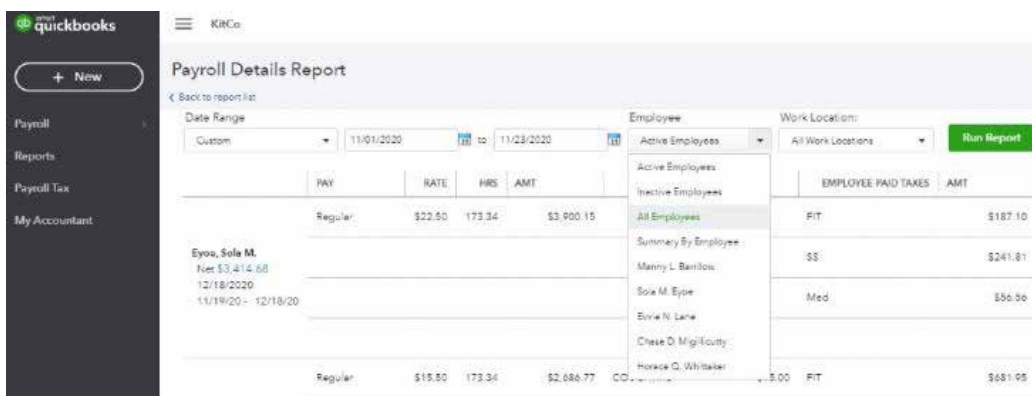 intuit
quickbooks
KitCo
+ New
Payroll
Reports
Payroll Tax
My Accountant
Payroll Details Report
Back to report list
Date Range
Custom
11/01/2020 to 11/23/2020
Employee
Active Employees
Work Location:
All Work Locations
Run Report
Active Employees
Inactive Employees
All Employees
Summary By Employee
Manny L. Barrilow
Sola M. Eyoe
Evvie N. Lane
Chase D. Migillicutty
Horace Q. Whittaker
PAY RATE HRS AMT EMPLOYEE PAID TAXES AMT
Regular $22.50 173.34 $3,900.15 FIT $187.10
Eyoe, Sola M.
Net $3,414.68
12/18/2020
11/19/20 - 12/18/20
SS $241.81
Med $56.56
Regular $15.50 173.34 $2,686.77 FIT $681.95